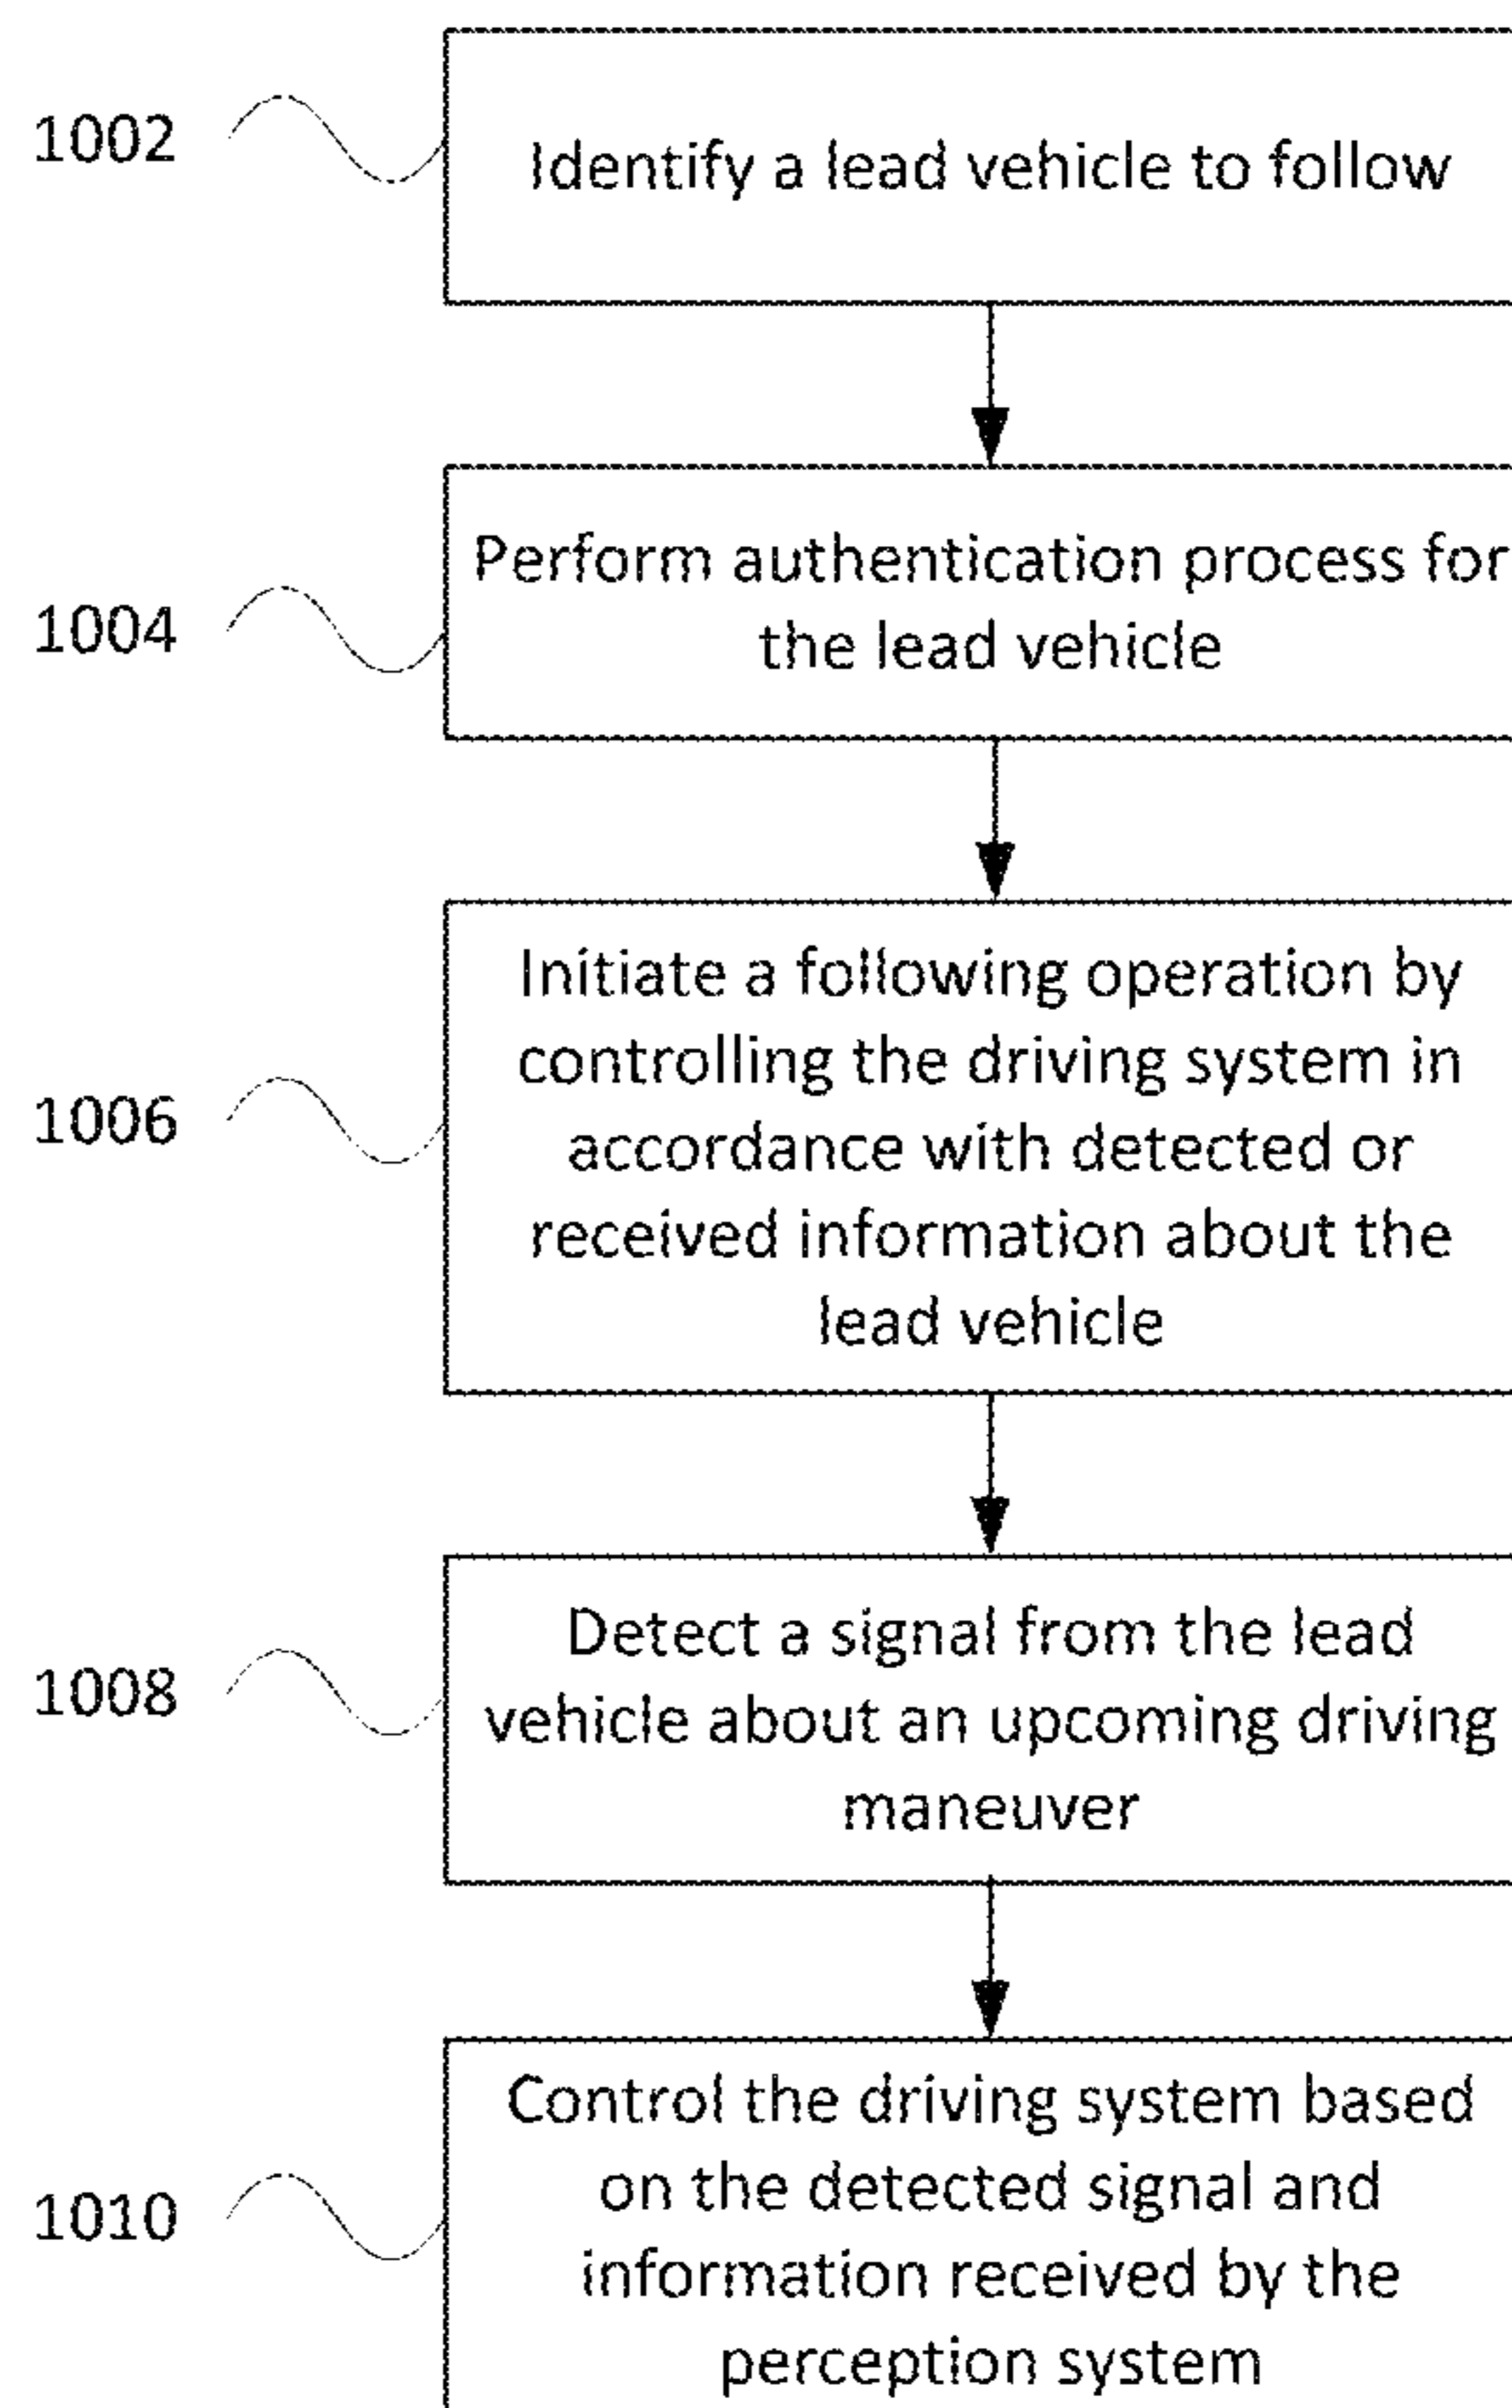 1002
Identify a lead vehicle to follow
1004
Perform authentication process for
the lead vehicle
1006
Initiate a following operation by
controlling the driving system in
accordance with detected or
received information about the
lead vehicle
1008
Detect a signal from the lead
vehicle about an upcoming driving
maneuver
1010
Control the driving system based
on the detected signal and
information received by the
perception system